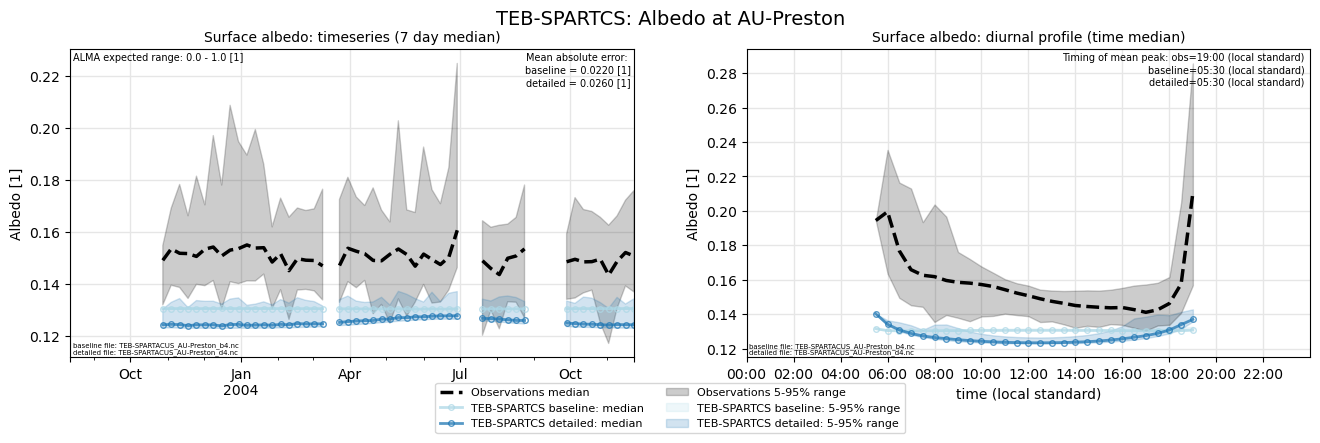 TEB-SPARTCS: Albedo at AU-Preston
Surface albedo: timeseries (7 day median)
ALMA expected range: 0.0 - 1.0 [1]
Mean absolute error:
baseline = 0.0220 [1]
detailed = 0.0260 [1]
Albedo [1]
0.22
0.20
0.18
0.16
0.14
0.12
baseline file: TEB-SPARTACUS_AU-Preston_b4.nc
detailed file: TEB-SPARTACUS_AU-Preston_d4.nc
Oct
Jan
2004
Apr
Jul
Oct
Surface albedo: diurnal profile (time median)
Timing of mean peak: obs=19:00 (local standard)
baseline=05:30 (local standard)
detailed=05:30 (local standard)
Albedo [1]
0.28
0.26
0.24
0.22
0.20
0.18
0.16
0.14
0.12
baseline file: TEB-SPARTACUS_AU-Preston_b4.nc
detailed file: TEB-SPARTACUS_AU-Preston_d4.nc
00:00 02:00 04:00 06:00 08:00 10:00 12:00 14:00 16:00 18:00 20:00 22:00
time (local standard)
Observations median
TEB-SPARTCS baseline: median
TEB-SPARTCS detailed: median
Observations 5-95% range
TEB-SPARTCS baseline: 5-95% range
TEB-SPARTCS detailed: 5-95% range